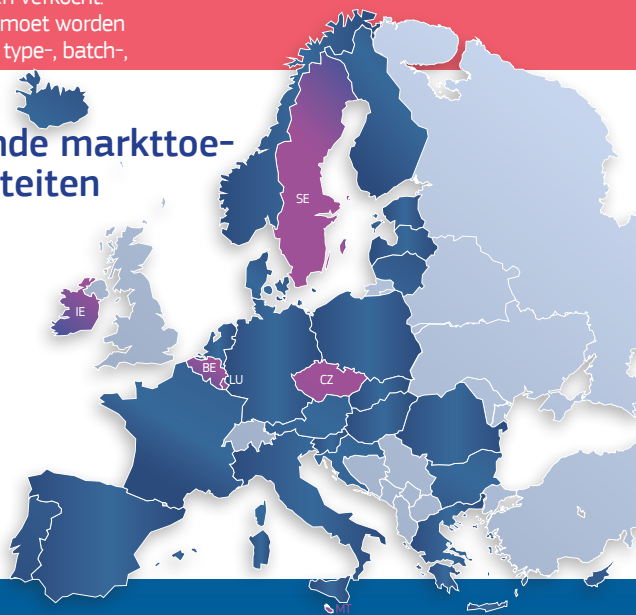 moet worden
type-, batch-,
nde markttoe-
teiten
SE
IE
BE
LU
CZ
MT